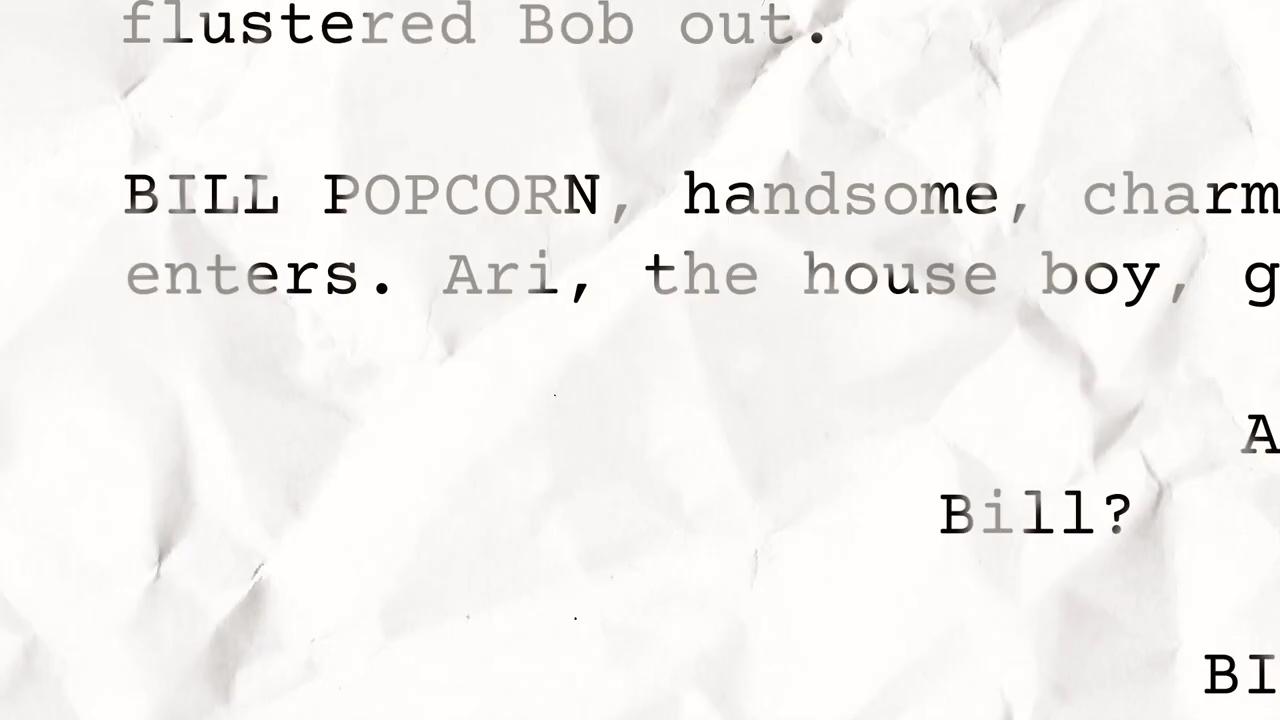 flustered Bob out.
BILL POPCORN, handsome, charm
enters. Ari, the house boy, g
A
Bill?
BI